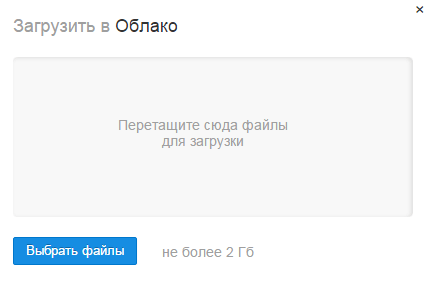 Загрузить в Облако
Перетащите сюда файлы
для загрузки
Выбрать файлы
не более 2 Гб